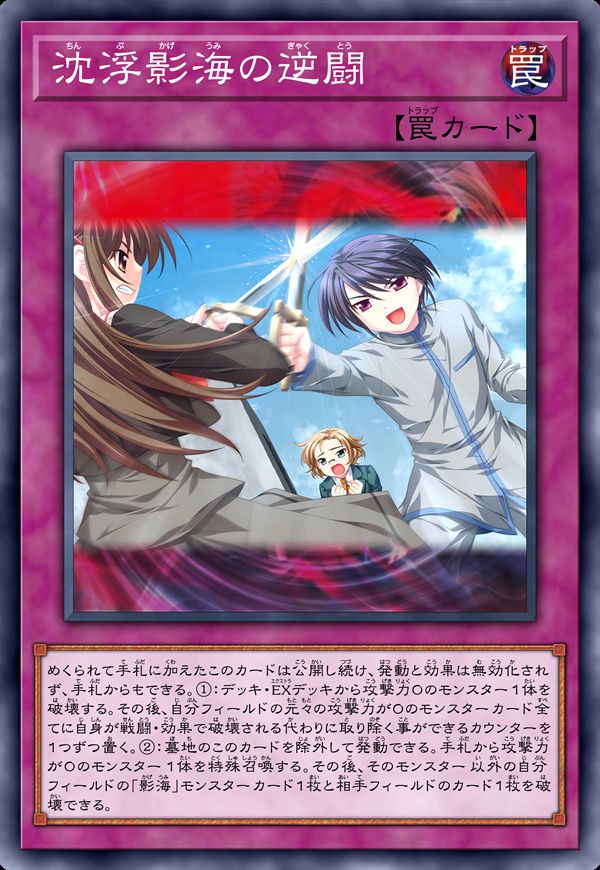 沈浮影海の逆闘
罠
【罠カード】
めくられて手札に加えたこのカードは公開し続け、発動と効果は無効化され
ず、手札からもできる。①：デッキ・EXデッキから攻撃力０のモンスター１体を
破壊する。その後、自分フィールドの元々の攻撃力が０のモンスターカード全
てに自身が戦闘・効果で破壊される代わりに取り除く事ができるカウンターを
１つずつ置く。②：墓地のこのカードを除外して発動できる。手札から攻撃力
が０のモンスター１体を特殊召喚する。その後、そのモンスター以外の自分
フィールドの「影海」モンスターカード１枚と相手フィールドのカード１枚を破
壊できる。